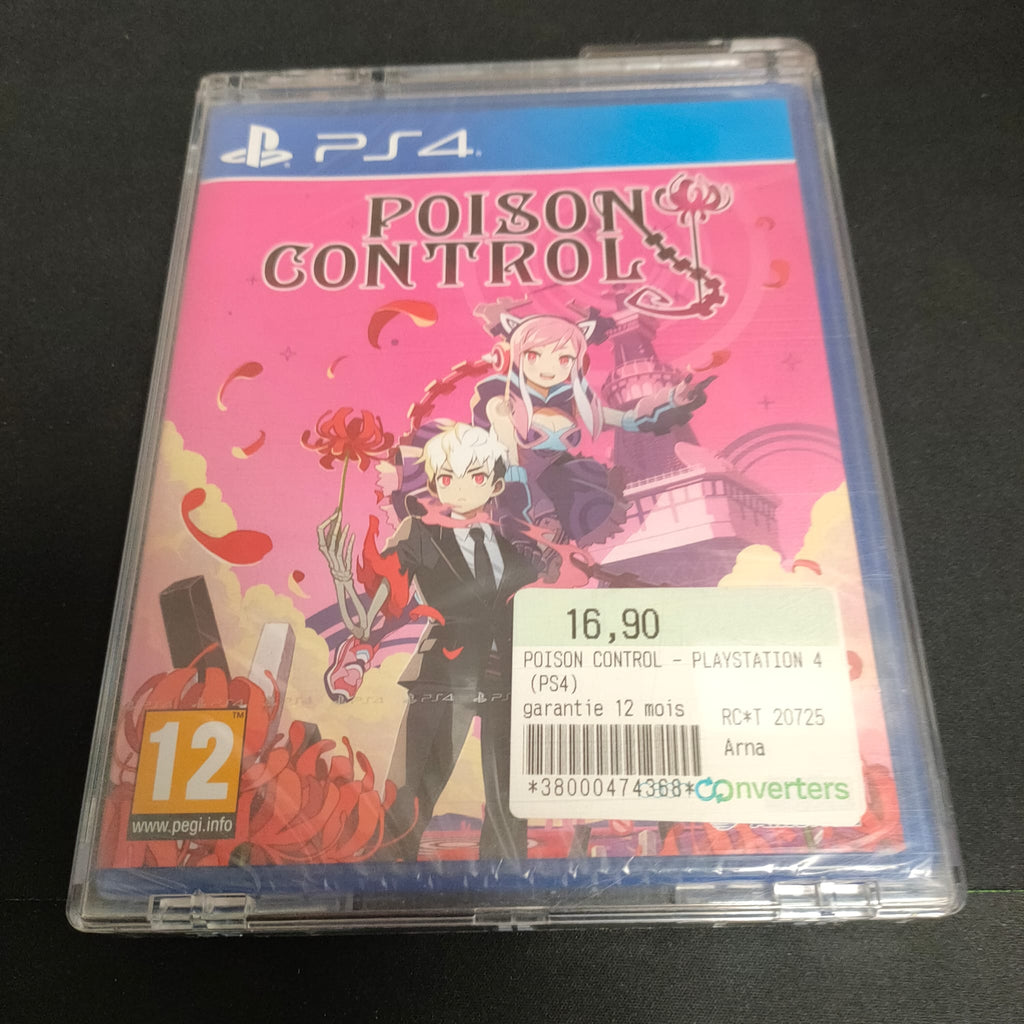 PS4
POISON
CONTROL
16,90
POISON CONTROL - PLAYSTATION 4
(PS4)
garantie 12 mois
RC*T 20725
Arna
*38000474368*
converters
12
www.pegi.info